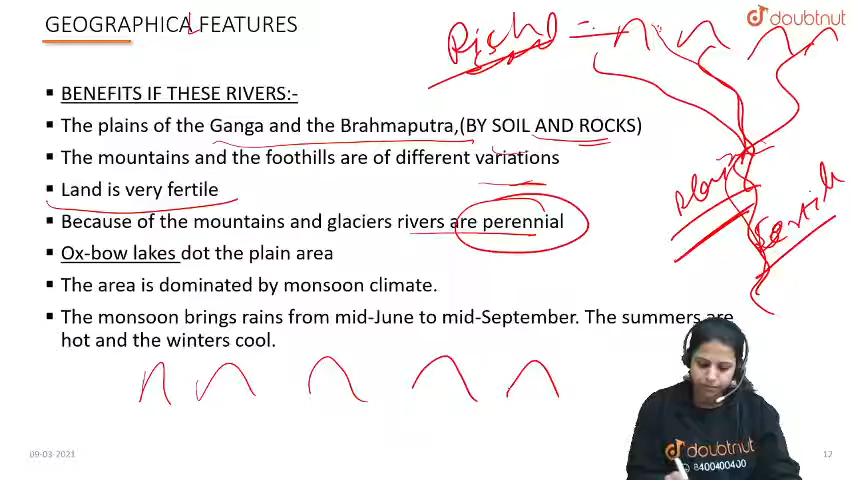 GEOGRAPHICAL FEATURES
doubtnut
▪ BENEFITS IF THESE RIVERS:-
▪ The plains of the Ganga and the Brahmaputra,(BY SOIL AND ROCKS)
▪ The mountains and the foothills are of different variations
▪ Land is very fertile
▪ Because of the mountains and glaciers rivers are perennial
▪ Ox-bow lakes dot the plain area
▪ The area is dominated by monsoon climate.
▪ The monsoon brings rains from mid-June to mid-September. The summers are
hot and the winters cool.
doubtnut
8400400400
09-03-2021
12